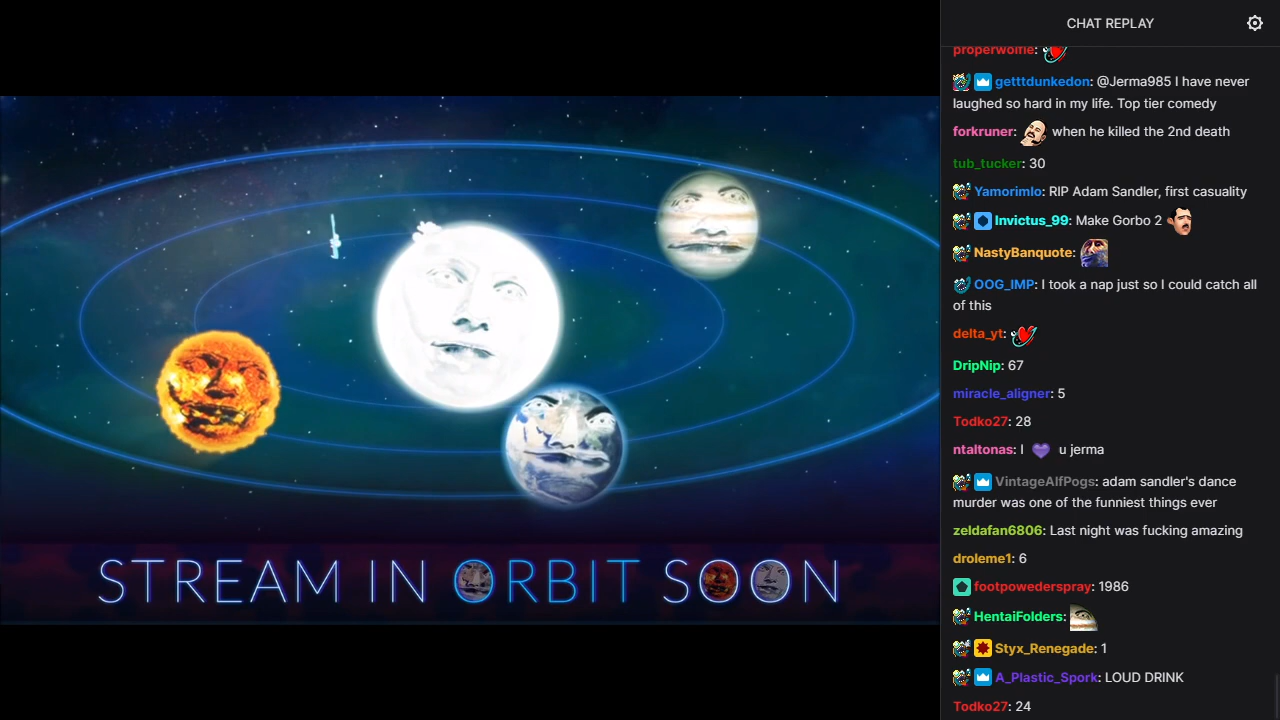 STREAM IN ORBIT SOON
CHAT REPLAY
properwolfie:
getttdunkedon: @Jerma985 I have never
laughed so hard in my life. Top tier comedy
forkruner: when he killed the 2nd death
tub_tucker: 30
Yamorimlo: RIP Adam Sandler, first casuality
Invictus_99: Make Gorbo 2
NastyBanquote:
OOG_IMP: I took a nap just so I could catch all
of this
delta_yt:
DripNip: 67
miracle_aligner: 5
Todko27: 28
ntaltonas: I u jerma
VintageAlfPogs: adam sandler's dance
murder was one of the funniest things ever
zeldafan6806: Last night was fucking amazing
droleme1: 6
footpowederspray: 1986
HentaiFolders:
Styx_Renegade: 1
A_Plastic_Spork: LOUD DRINK
Todko27: 24